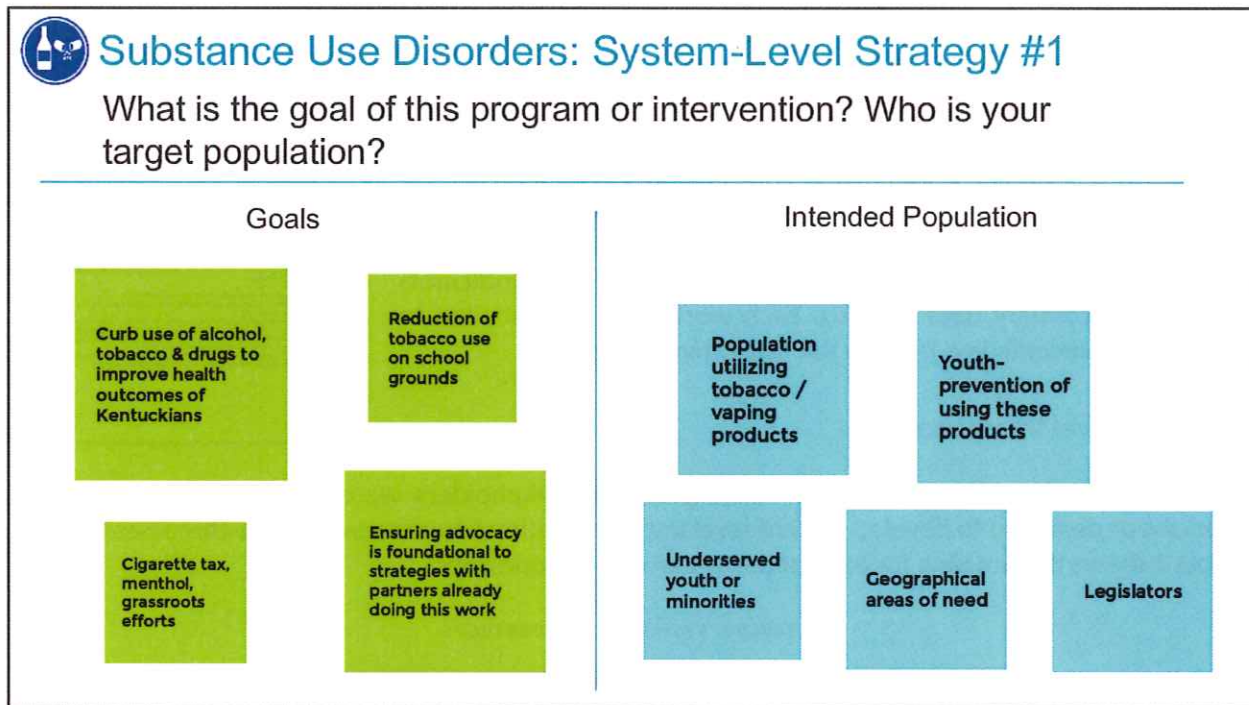 Substance Use Disorders: System-Level Strategy #1
What is the goal of this program or intervention? Who is your
target population?
Goals
Curb use of alcohol,
tobacco & drugs to
improve health
outcomes of
Kentuckians
Reduction of
tobacco use
on school
grounds
Cigarette tax,
menthol,
grassroots
efforts
Ensuring advocacy
is foundational to
strategies with
partners already
doing this work
Intended Population
Population
utilizing
tobacco /
vaping
products
Youth-
prevention of
using these
products
Underserved
youth or
minorities
Geographical
areas of need
Legislators